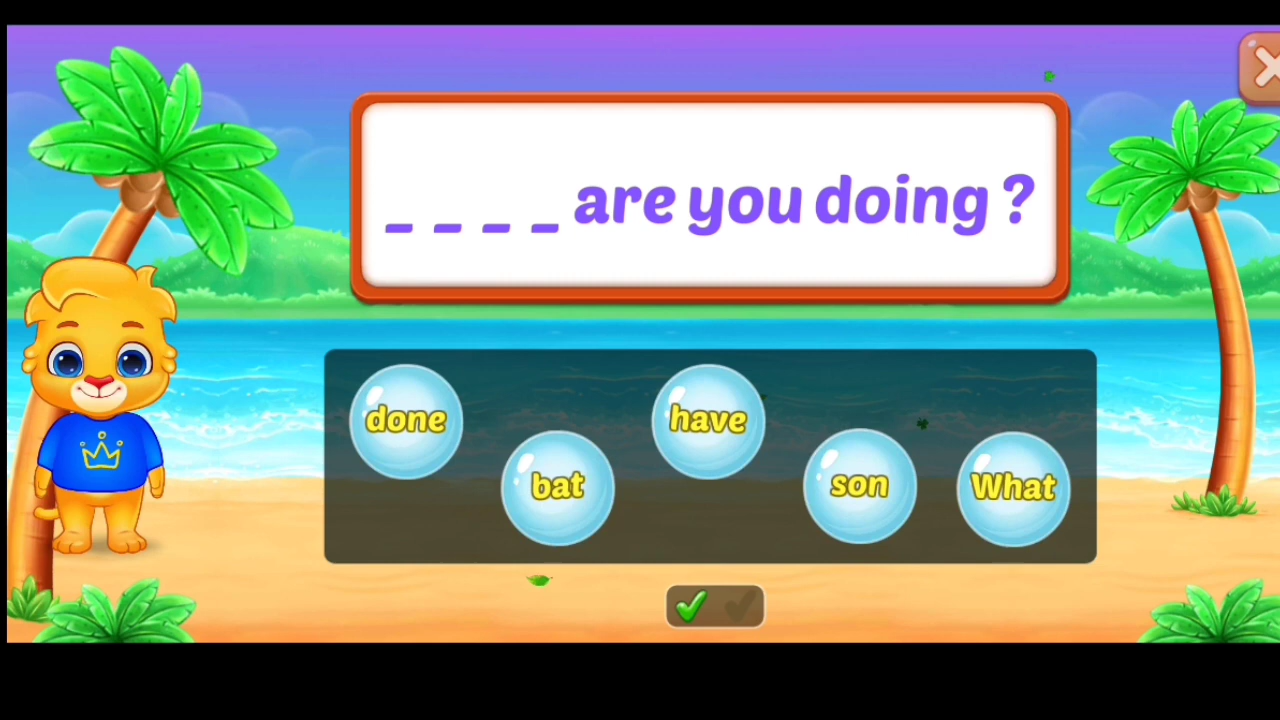 _ _ _ _ are you doing ?
done
have
bat
son
What